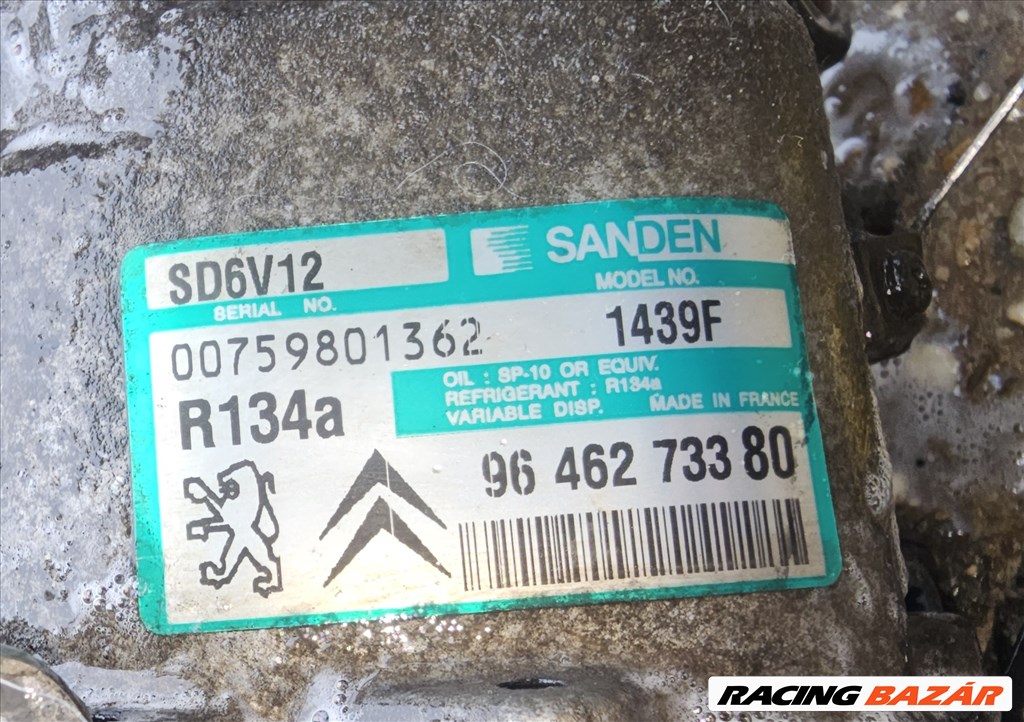 SD6V12
SANDEN
SERIAL NO.
MODEL NO.
00759801362
1439F
R134a
OIL : SP-10 OR EQUIV.
REFRIGERANT : R134a
VARIABLE DISP. MADE IN FRANCE
96 462 733 80
RACING BAZÁR